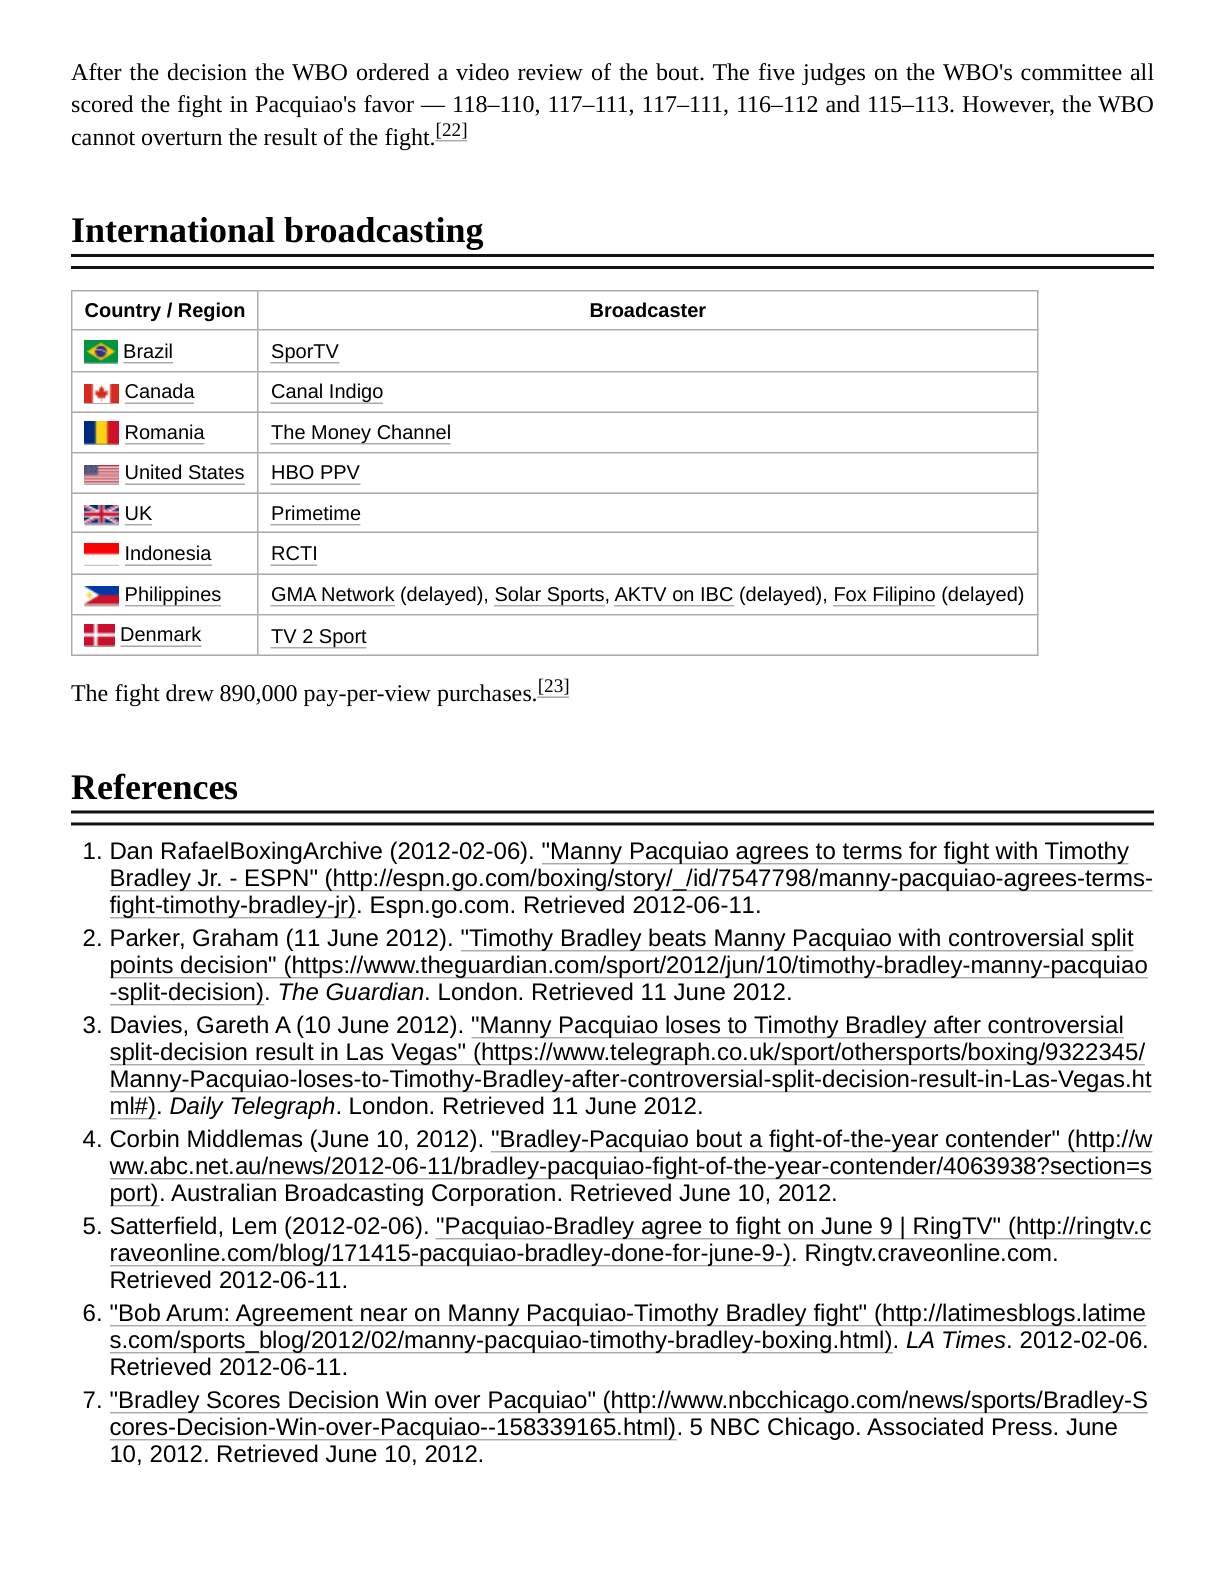 After the decision the WBO ordered a video review of the bout. The five judges on the WBO's committee all
scored the fight in Pacquiao's favor — 118–110, 117–111, 117–111, 116–112 and 115–113. However, the WBO
cannot overturn the result of the fight.[22]
International broadcasting
Country / Region Broadcaster
Brazil SporTV
Canada Canal Indigo
Romania The Money Channel
United States HBO PPV
UK Primetime
Indonesia RCTI
Philippines GMA Network (delayed), Solar Sports, AKTV on IBC (delayed), Fox Filipino (delayed)
Denmark TV 2 Sport
The fight drew 890,000 pay-per-view purchases.[23]
References
1. Dan RafaelBoxingArchive (2012-02-06). "Manny Pacquiao agrees to terms for fight with Timothy
Bradley Jr. - ESPN" (http://espn.go.com/boxing/story/_/id/7547798/manny-pacquiao-agrees-terms-
fight-timothy-bradley-jr). Espn.go.com. Retrieved 2012-06-11.
2. Parker, Graham (11 June 2012). "Timothy Bradley beats Manny Pacquiao with controversial split
points decision" (https://www.theguardian.com/sport/2012/jun/10/timothy-bradley-manny-pacquiao
-split-decision). The Guardian. London. Retrieved 11 June 2012.
3. Davies, Gareth A (10 June 2012). "Manny Pacquiao loses to Timothy Bradley after controversial
split-decision result in Las Vegas" (https://www.telegraph.co.uk/sport/othersports/boxing/9322345/
Manny-Pacquiao-loses-to-Timothy-Bradley-after-controversial-split-decision-result-in-Las-Vegas.ht
ml#). Daily Telegraph. London. Retrieved 11 June 2012.
4. Corbin Middlemas (June 10, 2012). "Bradley-Pacquiao bout a fight-of-the-year contender" (http://w
ww.abc.net.au/news/2012-06-11/bradley-pacquiao-fight-of-the-year-contender/4063938?section=s
port). Australian Broadcasting Corporation. Retrieved June 10, 2012.
5. Satterfield, Lem (2012-02-06). "Pacquiao-Bradley agree to fight on June 9 | RingTV" (http://ringtv.c
raveonline.com/blog/171415-pacquiao-bradley-done-for-june-9-). Ringtv.craveonline.com.
Retrieved 2012-06-11.
6. "Bob Arum: Agreement near on Manny Pacquiao-Timothy Bradley fight" (http://latimesblogs.latime
s.com/sports_blog/2012/02/manny-pacquiao-timothy-bradley-boxing.html). LA Times. 2012-02-06.
Retrieved 2012-06-11.
7. "Bradley Scores Decision Win over Pacquiao" (http://www.nbcchicago.com/news/sports/Bradley-S
cores-Decision-Win-over-Pacquiao--158339165.html). 5 NBC Chicago. Associated Press. June
10, 2012. Retrieved June 10, 2012.